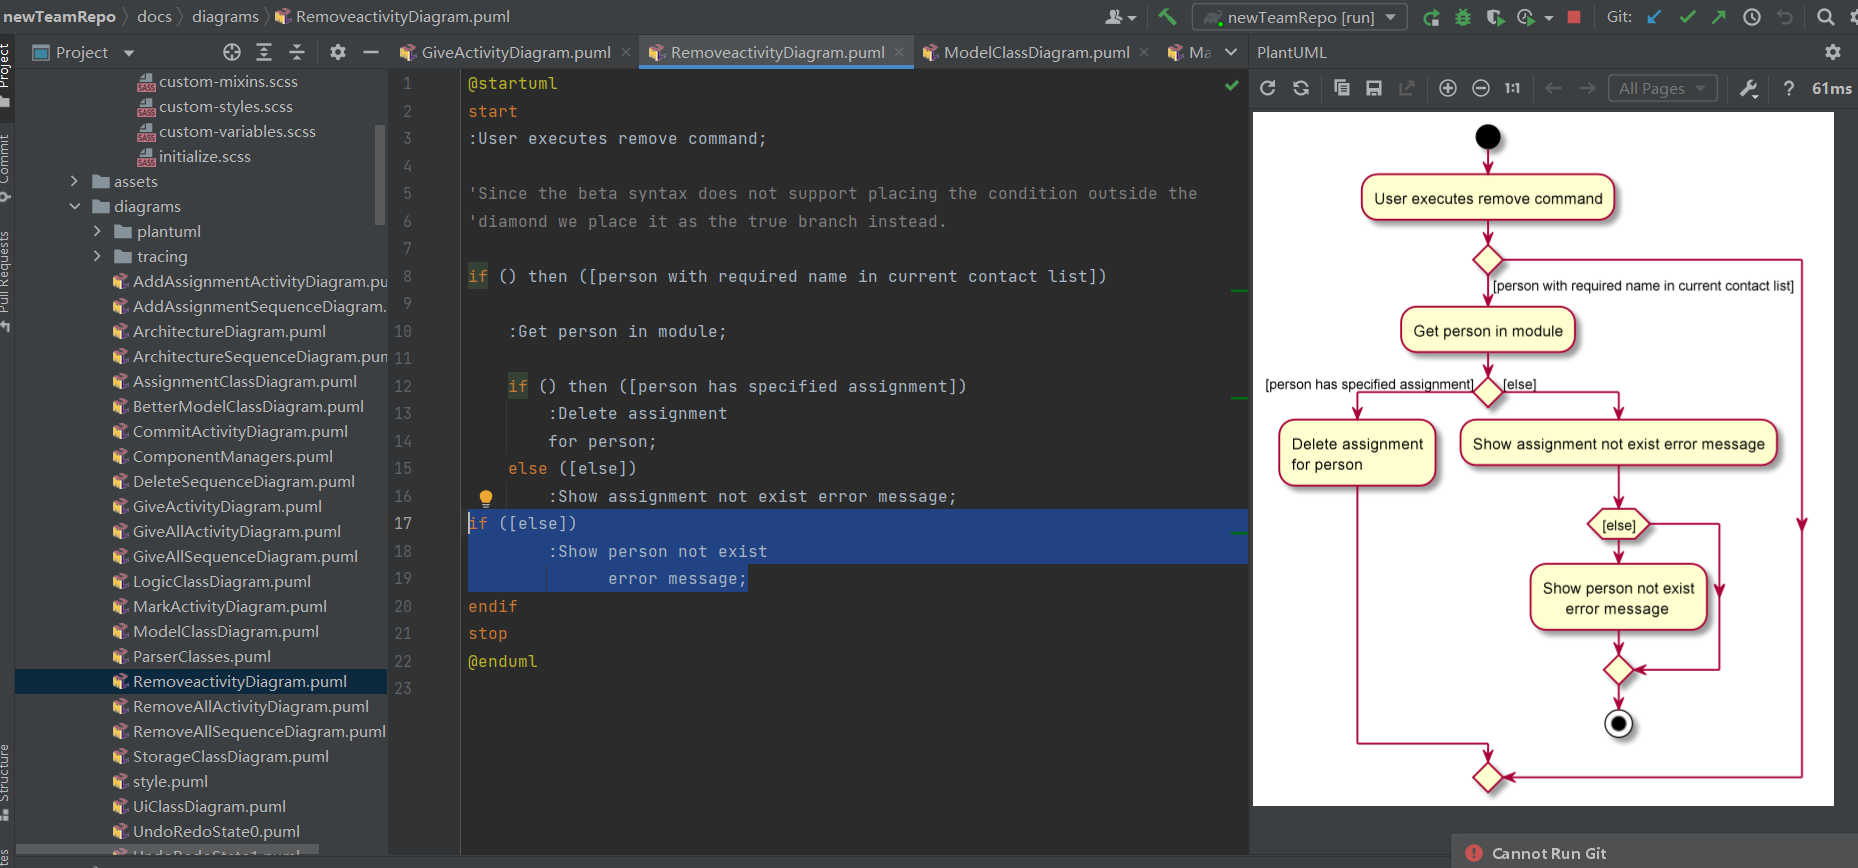 newTeamRepo
docs
diagrams
RemoveactivityDiagram.puml
newTeamRepo [run]
Git:
Project
GiveActivityDiagram.puml
RemoveactivityDiagram.puml
ModelClassDiagram.puml
Ma
PlantUML
1:1
All Pages
?
61ms
Project
Commit
Pull Requests
Structure
custom-mixins.scss
custom-styles.scss
custom-variables.scss
initialize.scss
assets
diagrams
plantuml
tracing
AddAssignmentActivityDiagram.pu
AddAssignmentSequenceDiagram.
ArchitectureDiagram.puml
ArchitectureSequenceDiagram.pum
AssignmentClassDiagram.puml
BetterModelClassDiagram.puml
CommitActivityDiagram.puml
ComponentManagers.puml
DeleteSequenceDiagram.puml
GiveActivityDiagram.puml
GiveAllActivityDiagram.puml
GiveAllSequenceDiagram.puml
LogicClassDiagram.puml
MarkActivityDiagram.puml
ModelClassDiagram.puml
ParserClasses.puml
RemoveactivityDiagram.puml
RemoveAllActivityDiagram.puml
RemoveAllSequenceDiagram.puml
StorageClassDiagram.puml
style.puml
UiClassDiagram.puml
UndoRedoState0.puml
1 @startuml
2 start
3 :User executes remove command;
4
5 'Since the beta syntax does not support placing the condition outside the
6 'diamond we place it as the true branch instead.
7
8 if () then ([person with required name in current contact list])
9
10 :Get person in module;
11
12 if () then ([person has specified assignment])
13 :Delete assignment
14 for person;
15 else ([else])
16 :Show assignment not exist error message;
17 if ([else])
18 :Show person not exist
19 error message;
20 endif
21 stop
22 @enduml
23
User executes remove command
[person with required name in current contact list]
Get person in module
[person has specified assignment]
[else]
Delete assignment
for person
Show assignment not exist error message
[else]
Show person not exist
error message
Cannot Run Git